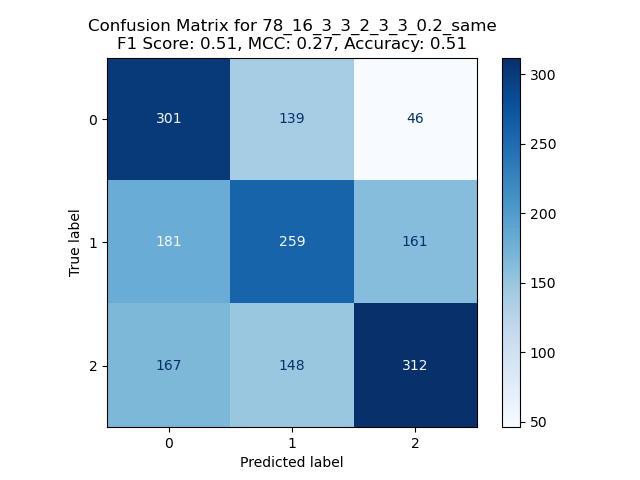 Confusion Matrix for 78_16_3_3_2_3_3_0.2_same
F1 Score: 0.51, MCC: 0.27, Accuracy: 0.51
True label
0 301 139 46
1 181 259 161
2 167 148 312
0 1 2
Predicted label
300
250
200
150
100
50